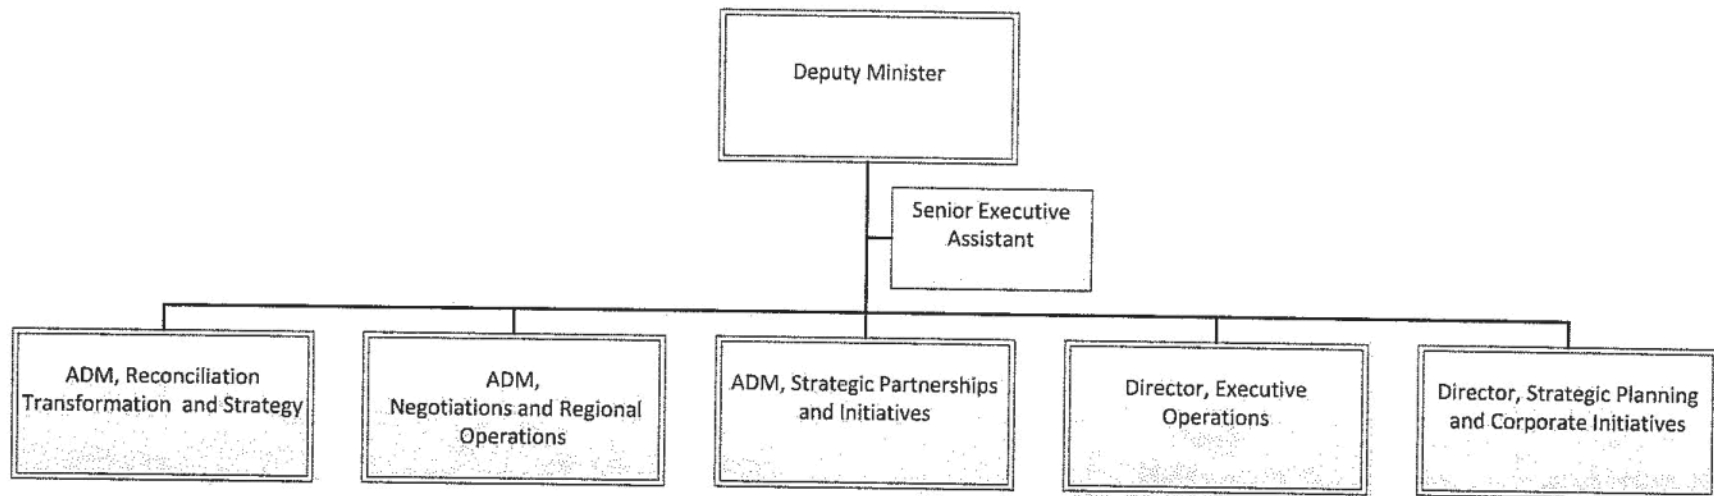 Deputy Minister
Senior Executive
Assistant
ADM, Reconciliation
Transformation and Strategy
ADM,
Negotiations and Regional
Operations
ADM, Strategic Partnerships
and Initiatives
Director, Executive
Operations
Director, Strategic Planning
and Corporate Initiatives